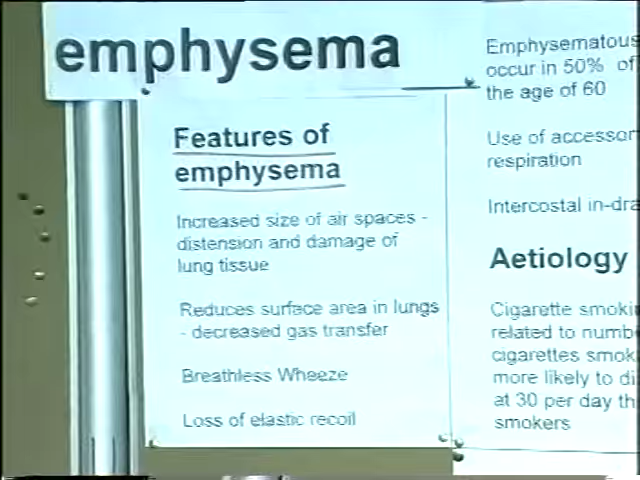 emphysema
Features of
emphysema
Increased size of air spaces -
distension and damage of
lung tissue
Reduces surface area in lungs
- decreased gas transfer
Breathless Wheeze
Loss of elastic recoil
Emphysematous
occur in 50% of
the age of 60
Use of accessor
respiration
Intercostal in-dra
Aetiology
Cigarette smoki
related to numb
cigarettes smok
more likely to di
at 30 per day th
smokers